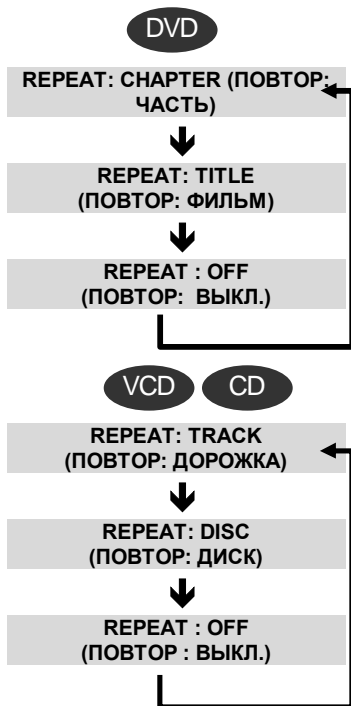 DVD
REPEAT: CHAPTER (ПОВТОР:
ЧАСТЬ)
REPEAT: TITLE
(ПОВТОР: ФИЛЬМ)
REPEAT : OFF
(ПОВТОР: ВЫКЛ.)
VCD CD
REPEAT: TRACK
(ПОВТОР: ДОРОЖКА)
REPEAT: DISC
(ПОВТОР: ДИСК)
REPEAT : OFF
(ПОВТОР : ВЫКЛ.)